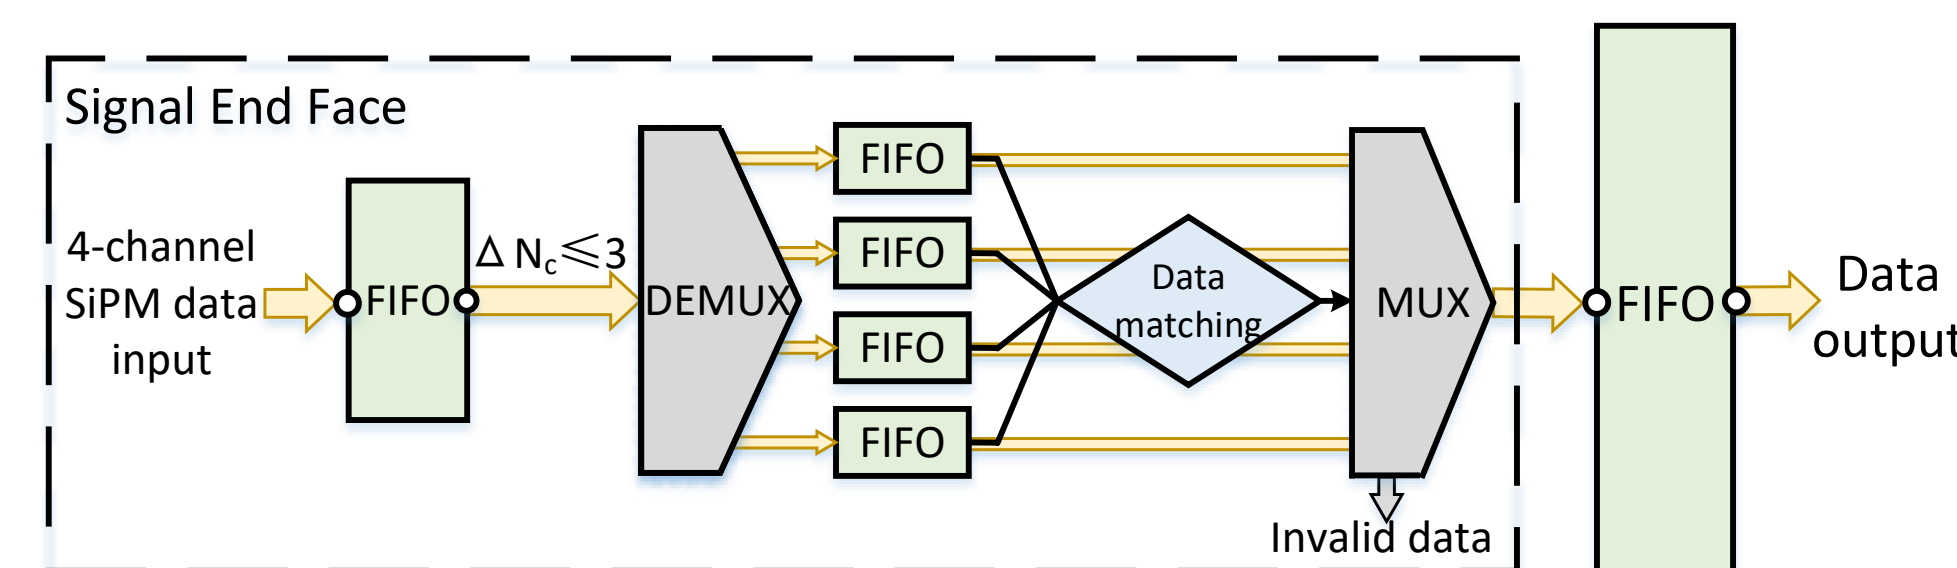 Signal End Face
4-channel
SiPM data
input
FIFO
Δ Nc≤3
DEMUX
FIFO
FIFO
FIFO
FIFO
Data
matching
MUX
Invalid data
FIFO
Data
output